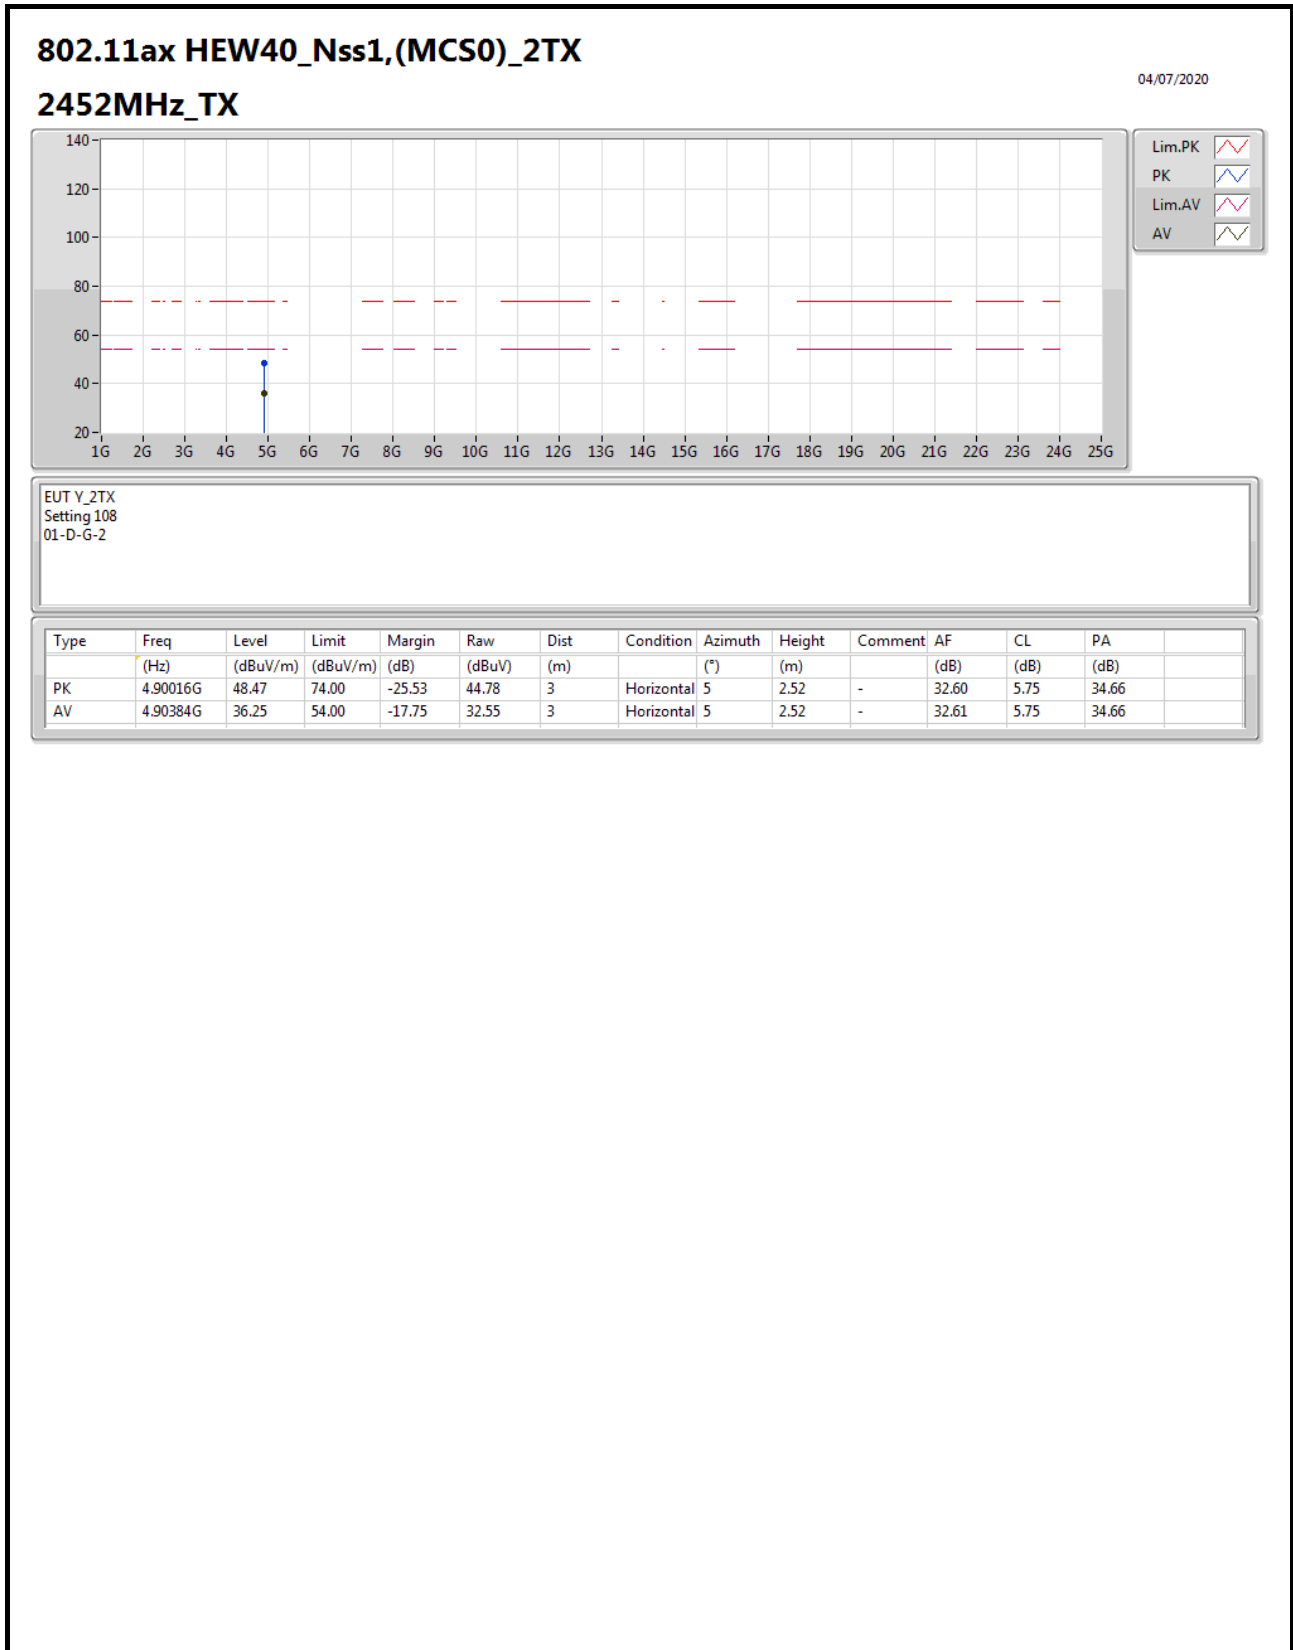 802.11ax HEW40_Nss1,(MCS0)_2TX
04/07/2020
2452MHz_TX
140
120
100
80
60
40
20
1G 2G 3G 4G 5G 6G 7G 8G 9G 10G 11G 12G 13G 14G 15G 16G 17G 18G 19G 20G 21G 22G 23G 24G 25G
Lim.PK
PK
Lim.AV
AV
EUT Y_2TX
Setting 108
01-D-G-2
Type Freq Level Limit Margin Raw Dist Condition Azimuth Height Comment AF CL PA
(Hz) (dBuV/m) (dBuV/m) (dB) (dBuV) (m) (°) (m) (dB) (dB) (dB)
PK 4.90016G 48.47 74.00 -25.53 44.78 3 Horizontal 5 2.52 - 32.60 5.75 34.66
AV 4.90384G 36.25 54.00 -17.75 32.55 3 Horizontal 5 2.52 - 32.61 5.75 34.66